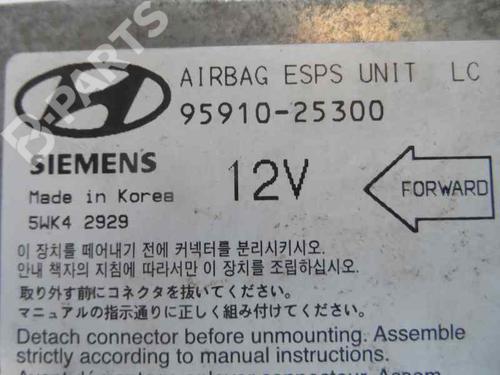 B-PARTS
AIRBAG ESPS UNIT LC
95910-25300
SIEMENS
12V
FORWARD
Made in Korea
5WK4 2929
이 장치를 떼어내기 전에 커넥터를 분리시키시오.
안내 책자의 지침에 따라서만 이 장치를 조립하십시오.
取り外す前にコネクタを抜いてください。
マニュアルの指示通りに正しく組み付けてください。
Detach connector before unmounting. Assemble
strictly according to manual instructions.